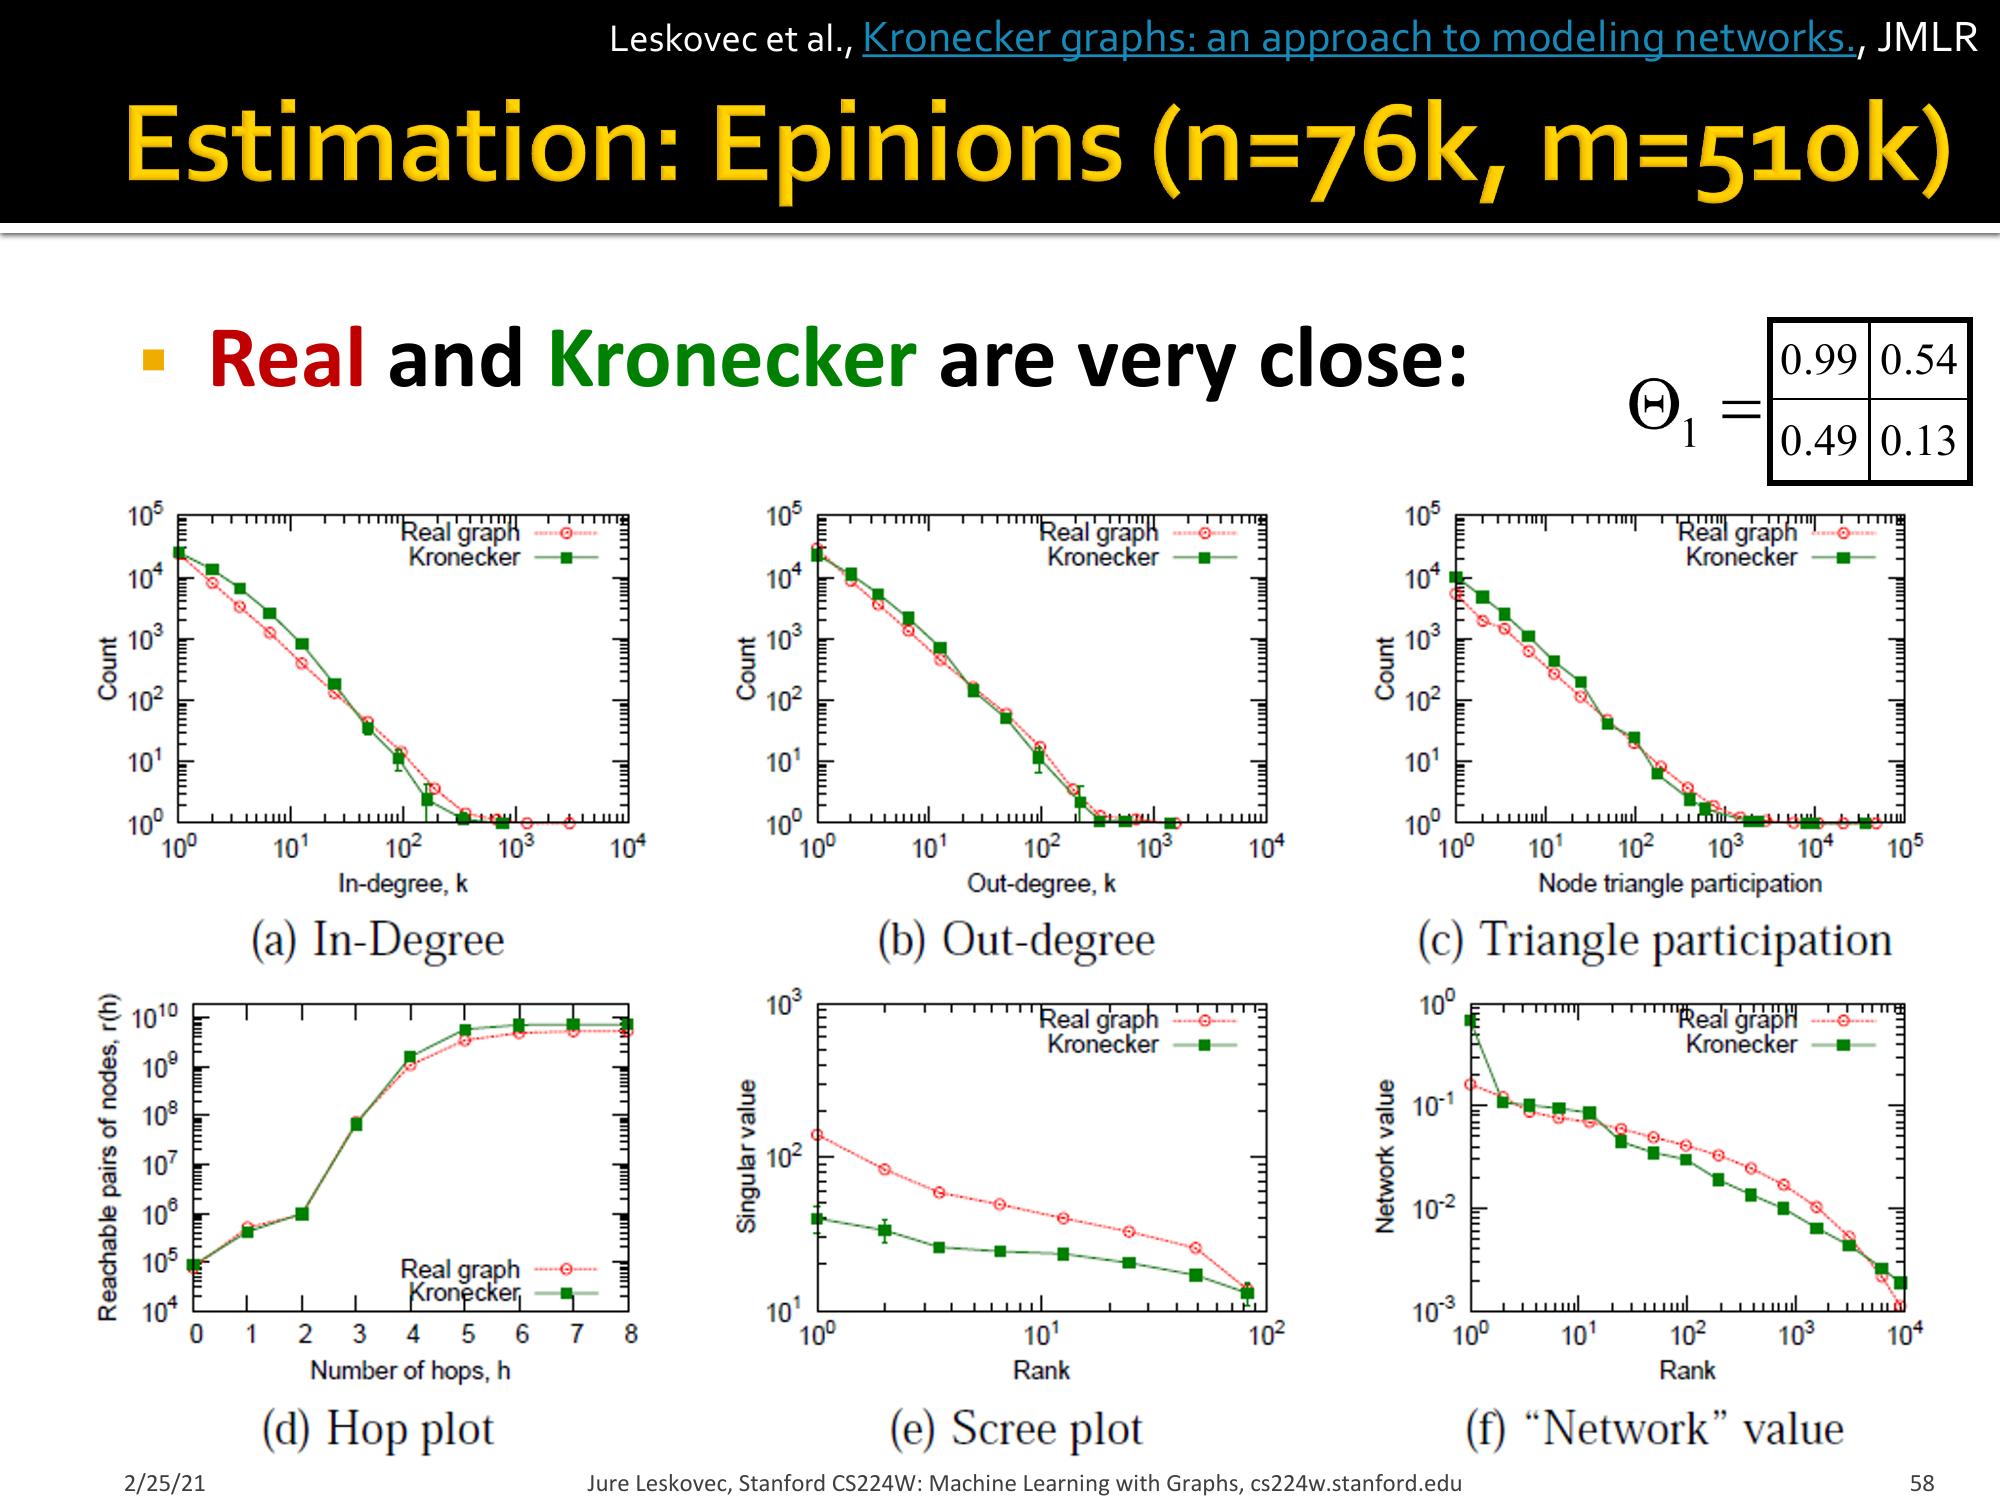 Leskovec et al., Kronecker graphs: an approach to modeling networks., JMLR
Estimation: Epinions (n=76k, m=510k)
Real and Kronecker are very close:
Θ1 =
0.99 0.54
0.49 0.13
10^5
10^4
10^3
10^2
10^1
10^0
Count
Real graph
Kronecker
10^0 10^1 10^2 10^3 10^4
In-degree, k
(a) In-Degree
10^5
10^4
10^3
10^2
10^1
10^0
Count
Real graph
Kronecker
10^0 10^1 10^2 10^3 10^4
Out-degree, k
(b) Out-degree
10^5
10^4
10^3
10^2
10^1
10^0
Count
Real graph
Kronecker
10^0 10^1 10^2 10^3 10^4 10^5
Node triangle participation
(c) Triangle participation
10^10
10^9
10^8
10^7
10^6
10^5
10^4
Reachable pairs of nodes, r(h)
Real graph
Kronecker
0 1 2 3 4 5 6 7 8
Number of hops, h
(d) Hop plot
10^3
10^2
10^1
Singular value
Real graph
Kronecker
10^0 10^1 10^2
Rank
(e) Scree plot
10^0
10^-1
10^-2
10^-3
Network value
Real graph
Kronecker
10^0 10^1 10^2 10^3 10^4
Rank
(f) “Network” value
2/25/21
Jure Leskovec, Stanford CS224W: Machine Learning with Graphs, cs224w.stanford.edu
58